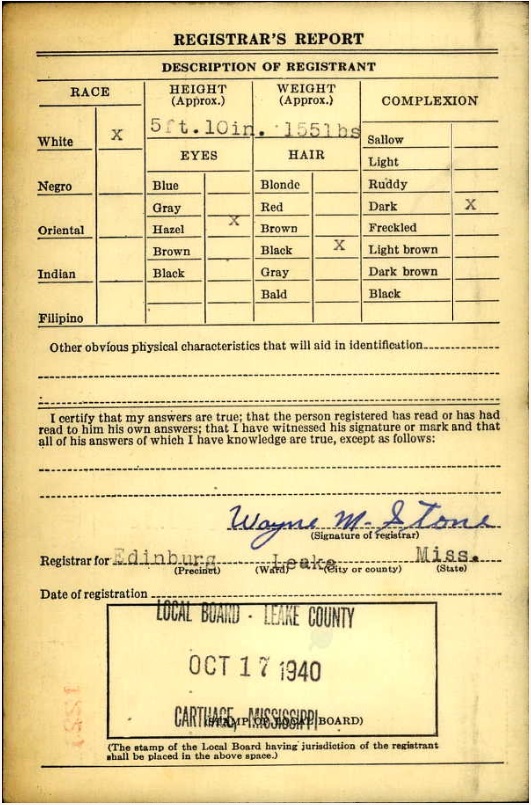 REGISTRAR'S REPORT
DESCRIPTION OF REGISTRANT
RACE
HEIGHT
(Approx.)
WEIGHT
(Approx.)
COMPLEXION
5ft. 10in. 155lbs
White X
EYES
HAIR
Sallow
Light
Negro
Blue
Blonde
Ruddy
Gray
Red
Dark X
Oriental
Hazel X
Brown
Freckled
Brown
Black X
Light brown
Indian
Black
Gray
Dark brown
Bald
Black
Filipino
Other obvious physical characteristics that will aid in identification
I certify that my answers are true; that the person registered has read or has had
read to him his own answers; that I have witnessed his signature or mark and that
all of his answers of which I have knowledge are true, except as follows:
Wayne M. Stone
(Signature of registrar)
Registrar for Edinburg Leake Miss.
(Precinct) (Ward) (City or county) (State)
Date of registration
LOCAL BOARD - LEAKE COUNTY
OCT 17 1940
CARTHAGE, MISSISSIPPI
(STAMP OF LOCAL BOARD)
(The stamp of the Local Board having jurisdiction of the registrant
shall be placed in the above space.)